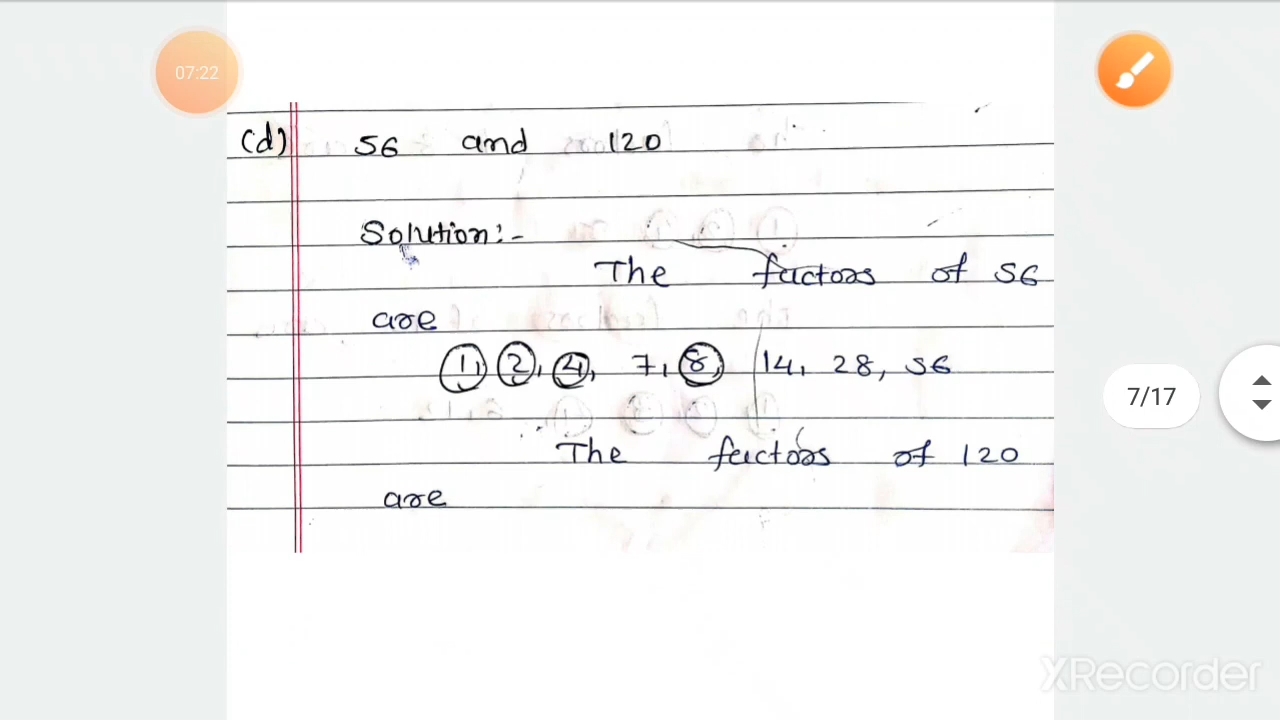 07:22
(d) 56 and 120
Solution:-
The factors of 56
are
1, 2, 4, 7, 8, 14, 28, 56
7/17
The factors of 120
are
XRecorder